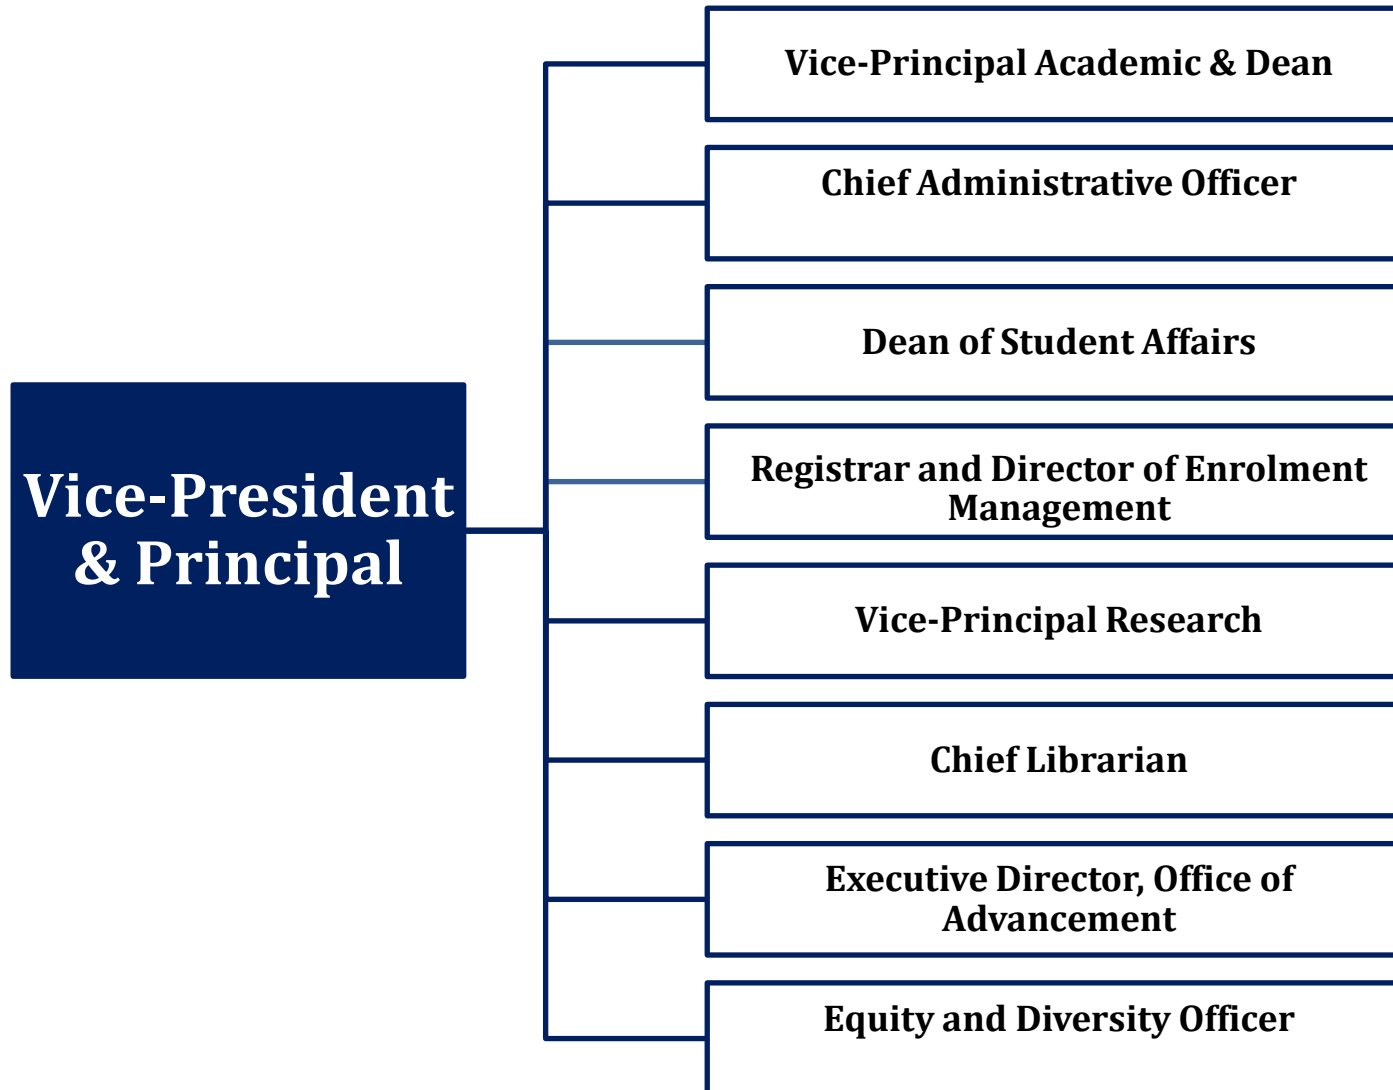 Vice-Principal Academic & Dean
Chief Administrative Officer
Dean of Student Affairs
Vice-President
& Principal
Registrar and Director of Enrolment
Management
Vice-Principal Research
Chief Librarian
Executive Director, Office of
Advancement
Equity and Diversity Officer